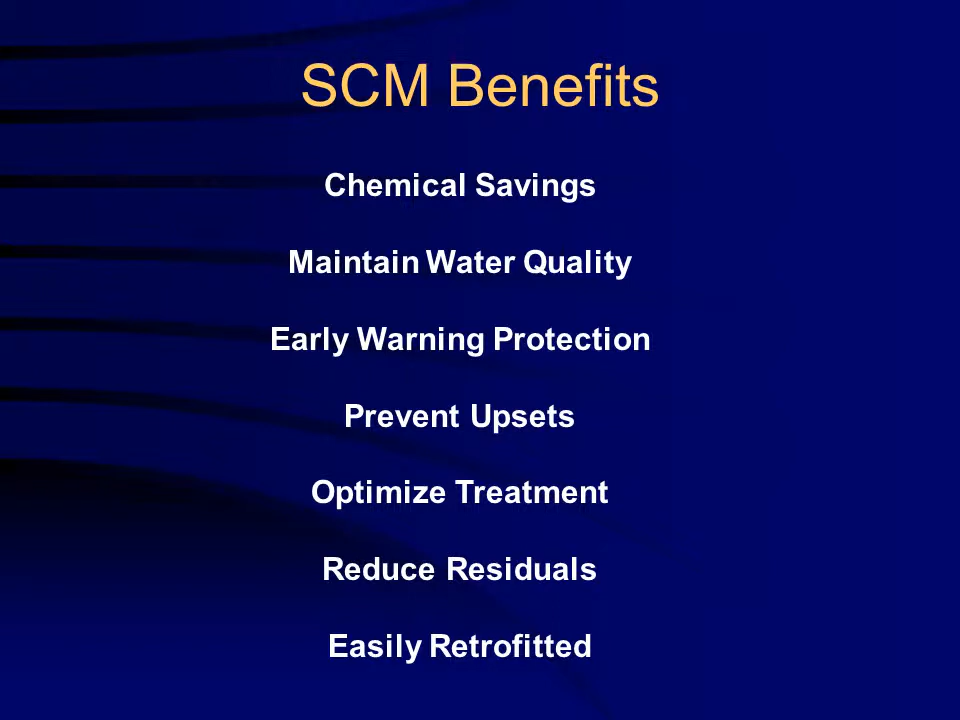 SCM Benefits
Chemical Savings
Maintain Water Quality
Early Warning Protection
Prevent Upsets
Optimize Treatment
Reduce Residuals
Easily Retrofitted